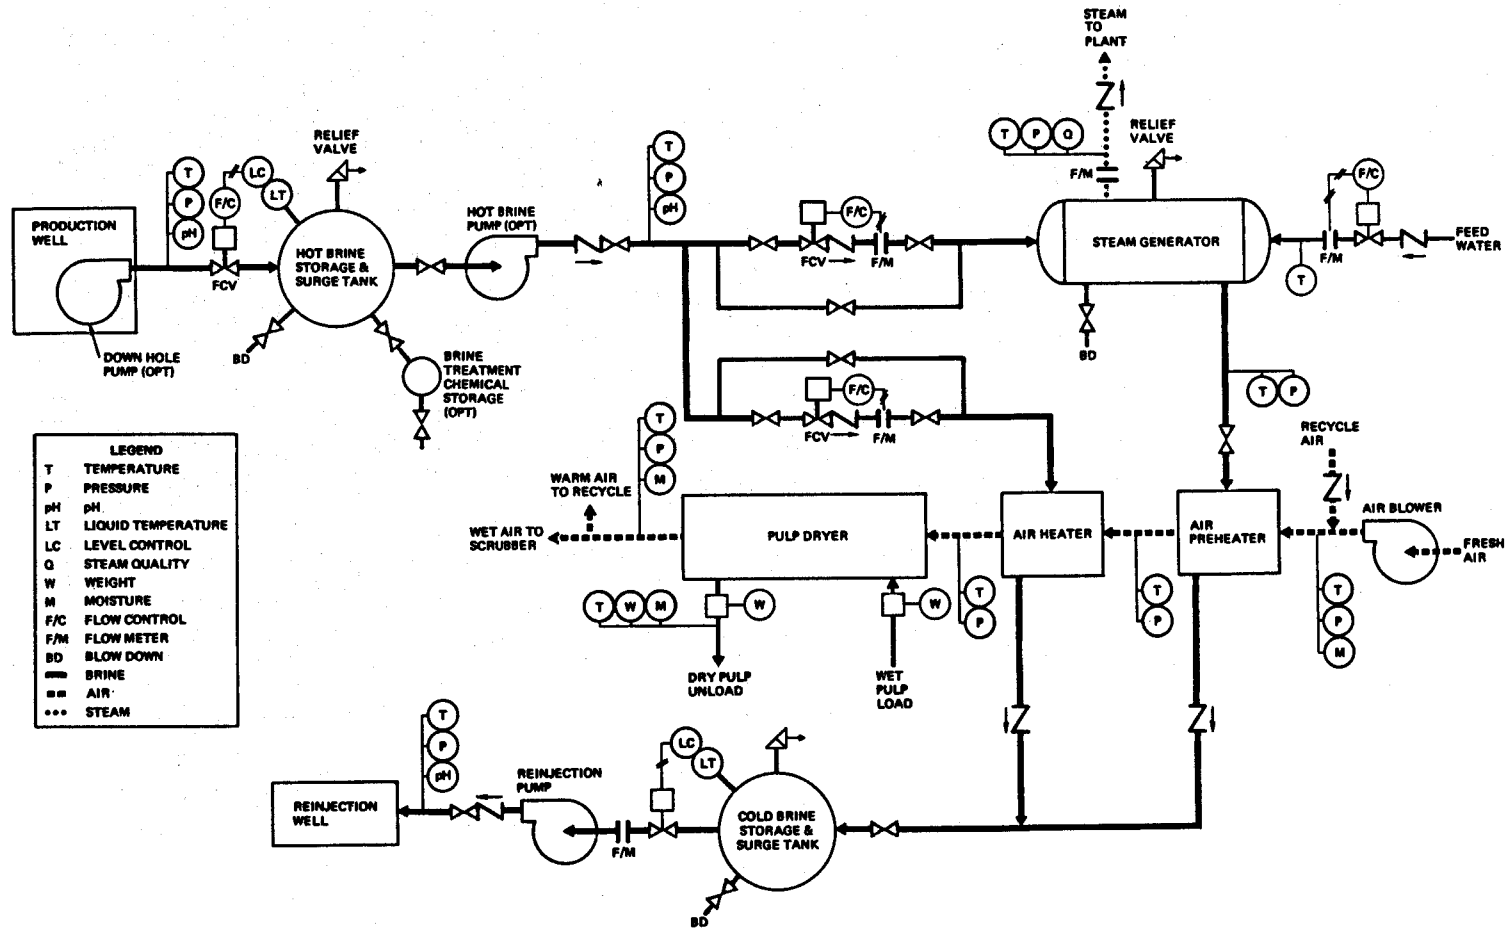 STEAM
TO
PLANT
RELIEF
VALVE
T P Q
RELIEF
VALVE
F/M
F/C
T
P
pH
LC
LT
F/C
T
P
pH
HOT BRINE
PUMP (OPT)
PRODUCTION
WELL
HOT BRINE
STORAGE &
SURGE TANK
FCV
F/C
FCV
F/M
STEAM GENERATOR
F/M
FEED
WATER
T
BD
DOWN HOLE
PUMP (OPT)
BRINE
TREATMENT
CHEMICAL
STORAGE
(OPT)
BD
T P
F/C
FCV
F/M
LEGEND
T TEMPERATURE
P PRESSURE
pH pH
LT LIQUID TEMPERATURE
LC LEVEL CONTROL
Q STEAM QUALITY
W WEIGHT
M MOISTURE
F/C FLOW CONTROL
F/M FLOW METER
BD BLOW DOWN
BRINE
AIR
STEAM
T
P
M
WARM AIR
TO RECYCLE
WET AIR TO
SCRUBBER
PULP DRYER
AIR HEATER
AIR
PREHEATER
RECYCLE
AIR
AIR BLOWER
FRESH
AIR
T W M
W
W
T
P
T
P
T
P
M
DRY PULP
UNLOAD
WET
PULP
LOAD
T
P
pH
REINJECTION
PUMP
LC
LT
REINJECTION
WELL
F/M
COLD BRINE
STORAGE &
SURGE TANK
BD